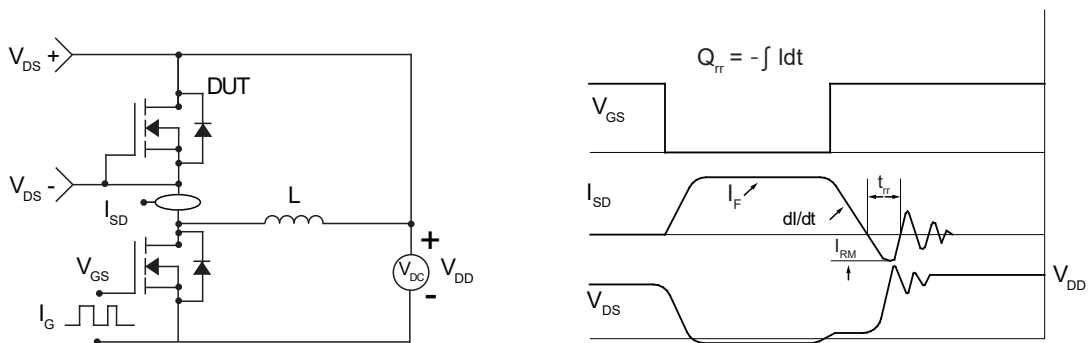 V_DS +
DUT
V_DS -
I_SD
L
V_GS
I_G
V_DC
+
-
V_DD
Q_rr = -∫ Idt
V_GS
I_SD
I_F
t_rr
dI/dt
I_RM
V_DS
V_DD